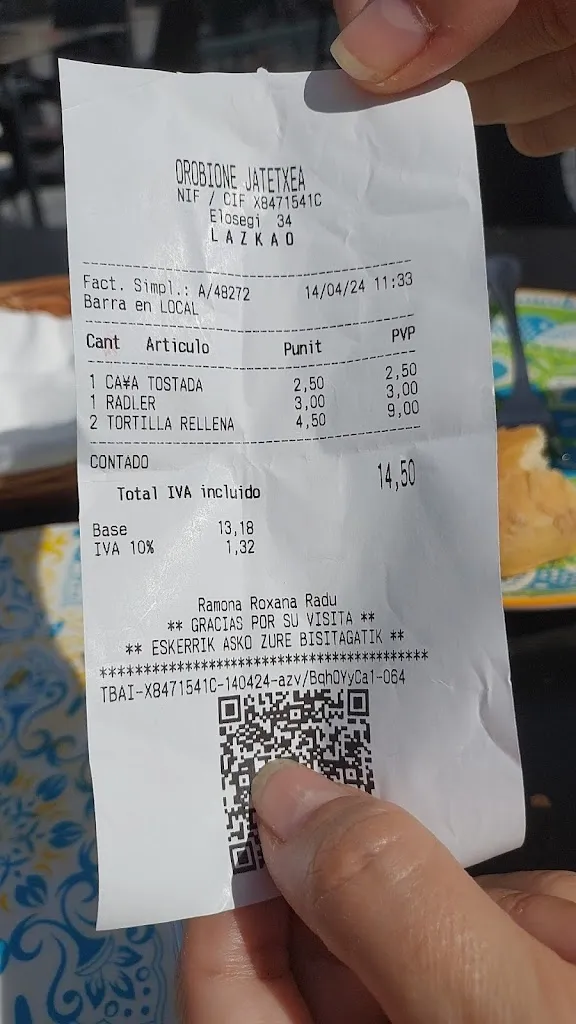 OROBIONE JATETXEA
NIF / CIF X8471541C
Elosegi 34
LAZKAO
Fact. Simpl.: A/48272 14/04/24 11:33
Barra en LOCAL
Cant Articulo Punit PVP
1 CA¥A TOSTADA 2,50 2,50
1 RADLER 3,00 3,00
2 TORTILLA RELLENA 4,50 9,00
CONTADO
Total IVA incluido 14,50
Base 13,18
IVA 10% 1,32
Ramona Roxana Radu
** GRACIAS POR SU VISITA **
** ESKERRIK ASKO ZURE BISITAGATIK **
****************************************
TBAI-X8471541C-140424-azv/BqhOYyCa1-064